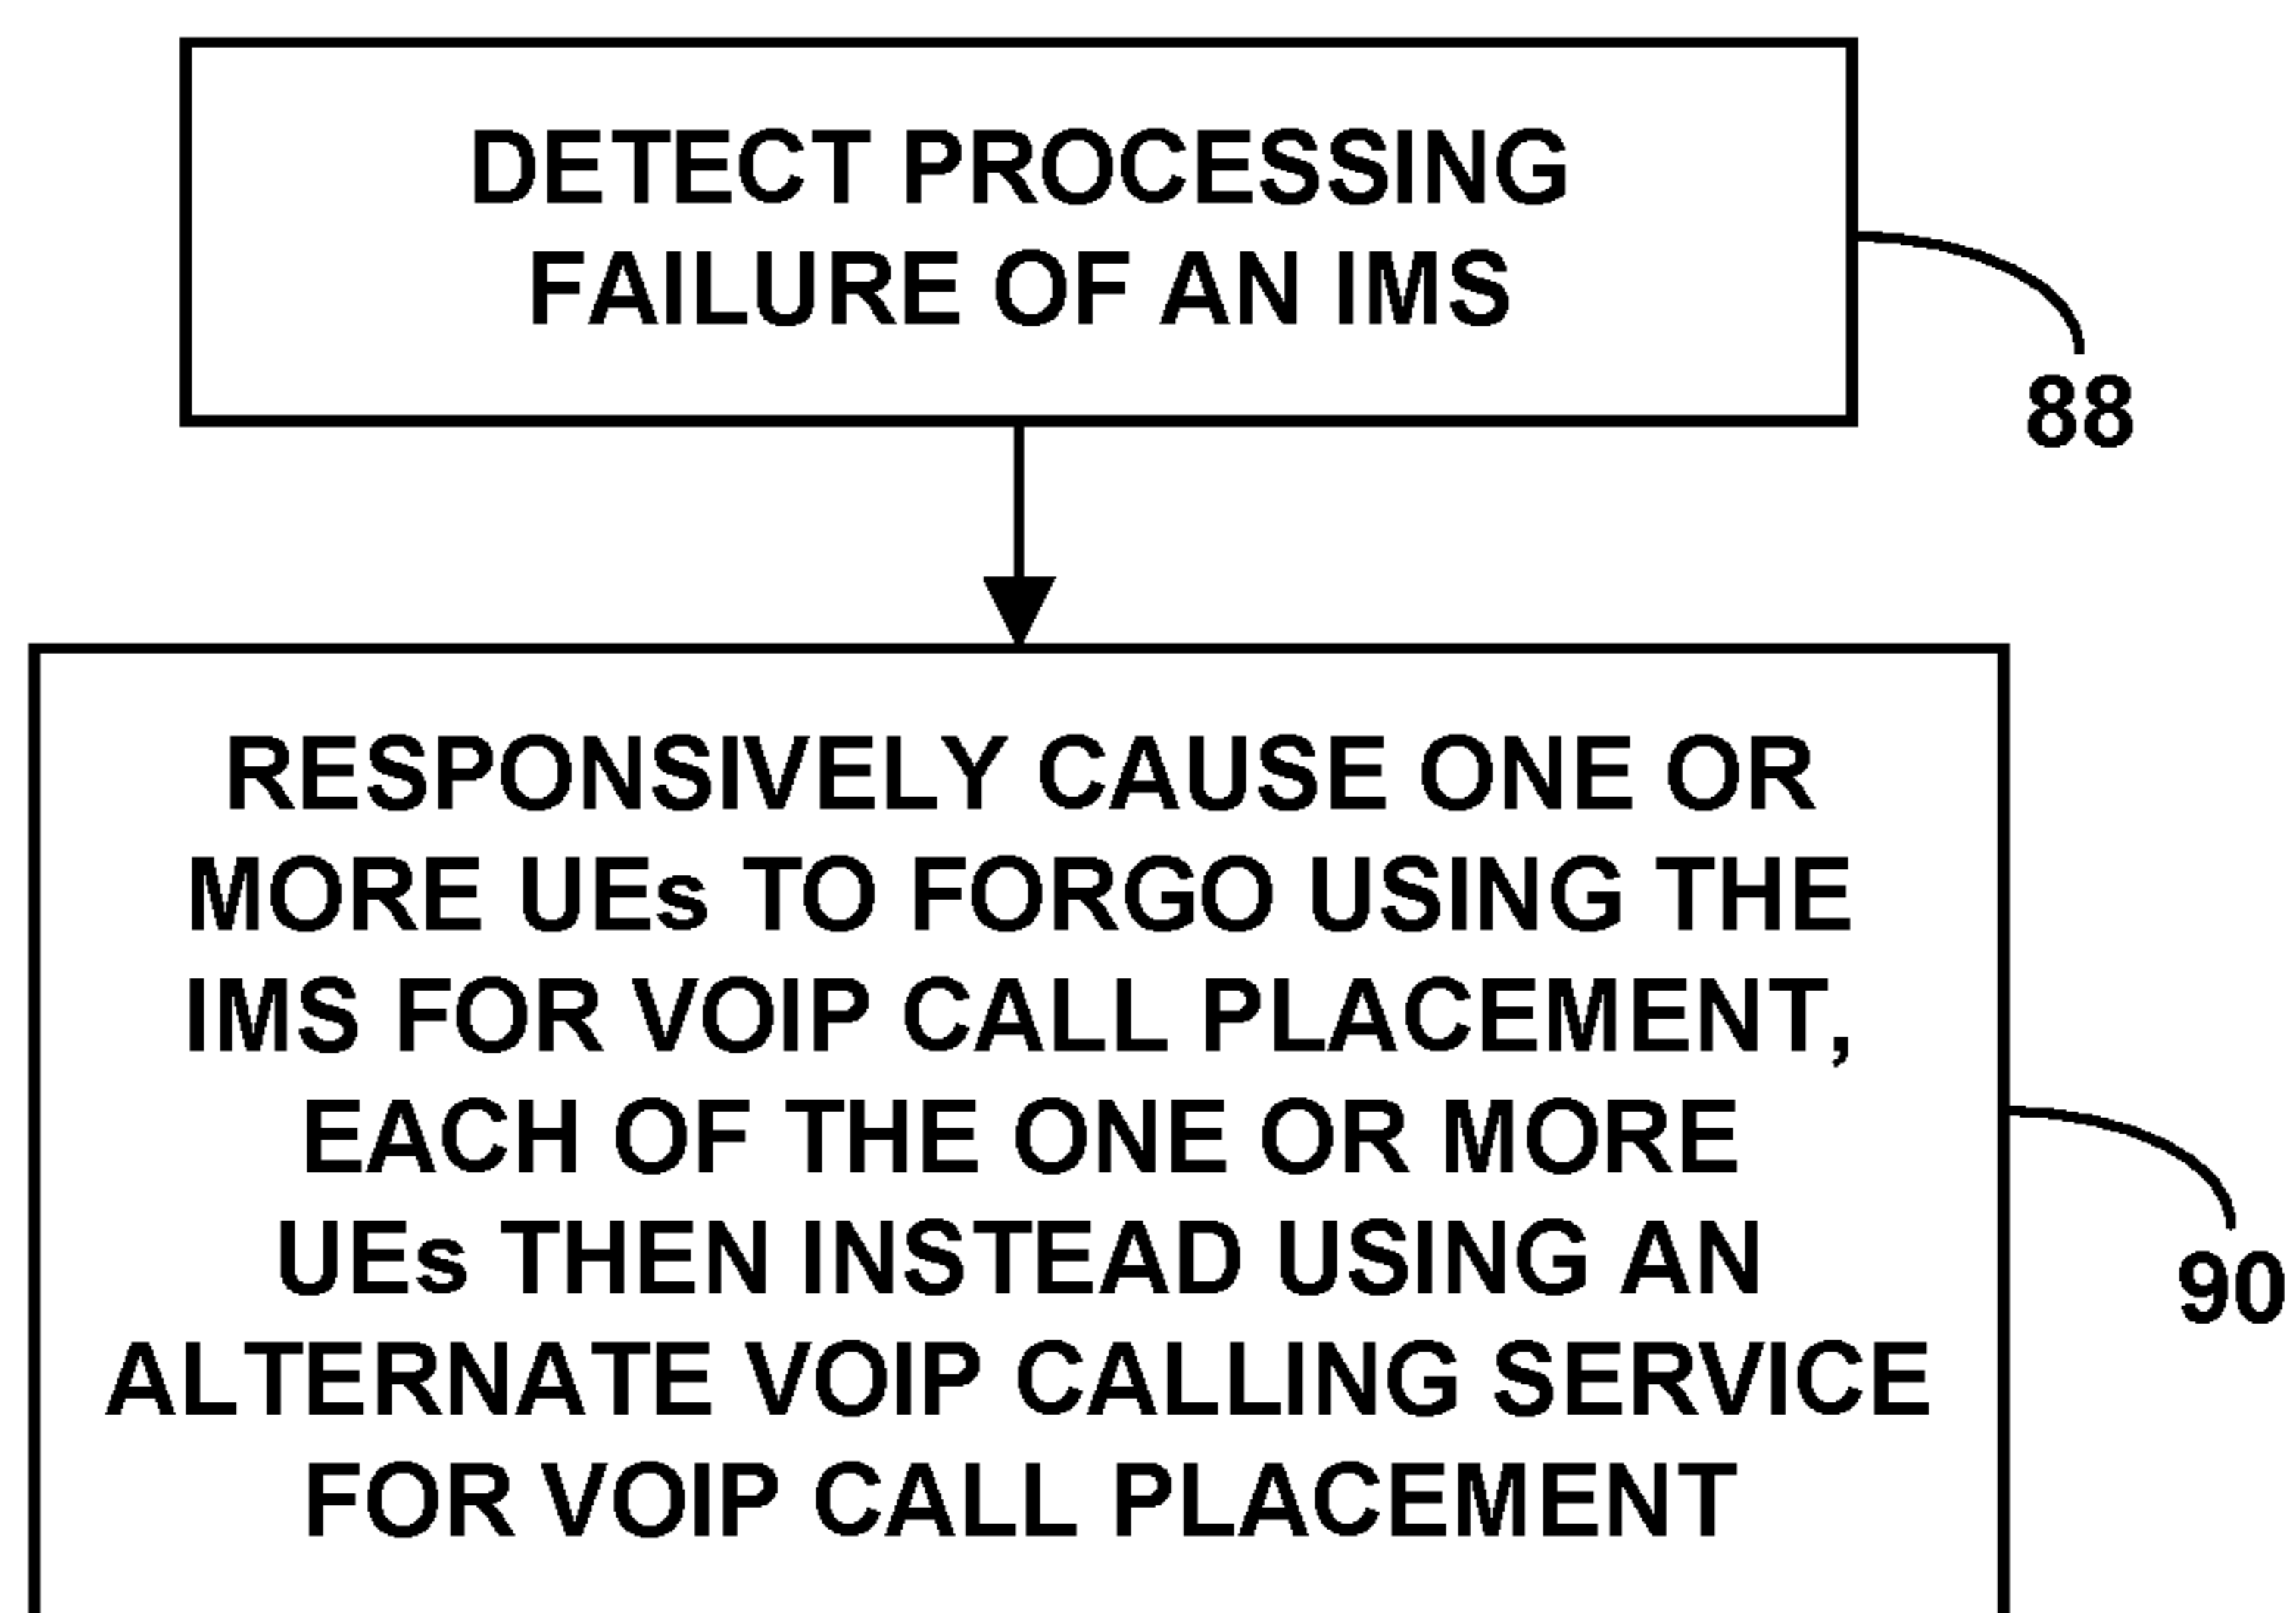 DETECT PROCESSING
FAILURE OF AN IMS
88
RESPONSIVELY CAUSE ONE OR
MORE UEs TO FORGO USING THE
IMS FOR VOIP CALL PLACEMENT,
EACH OF THE ONE OR MORE
UEs THEN INSTEAD USING AN
ALTERNATE VOIP CALLING SERVICE
FOR VOIP CALL PLACEMENT
90